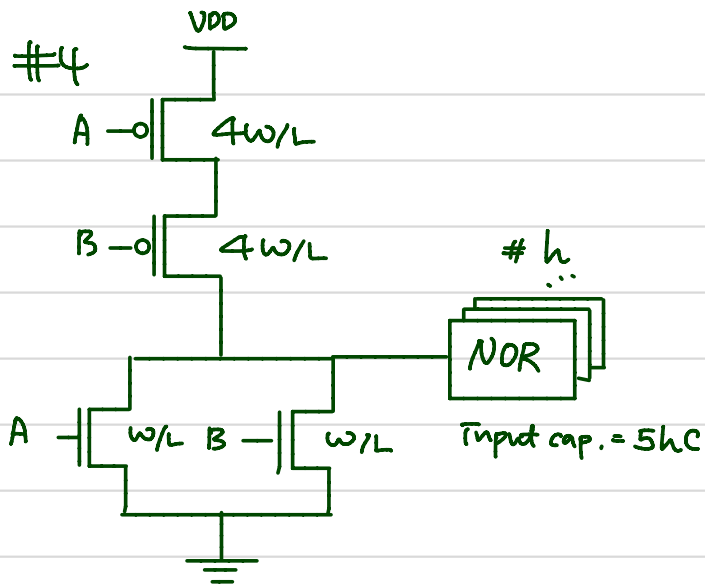 VDD
#4
A
4W/L
B
4W/L
# h
...
NOR
A
W/L
B
W/L
Input cap. = 5hC